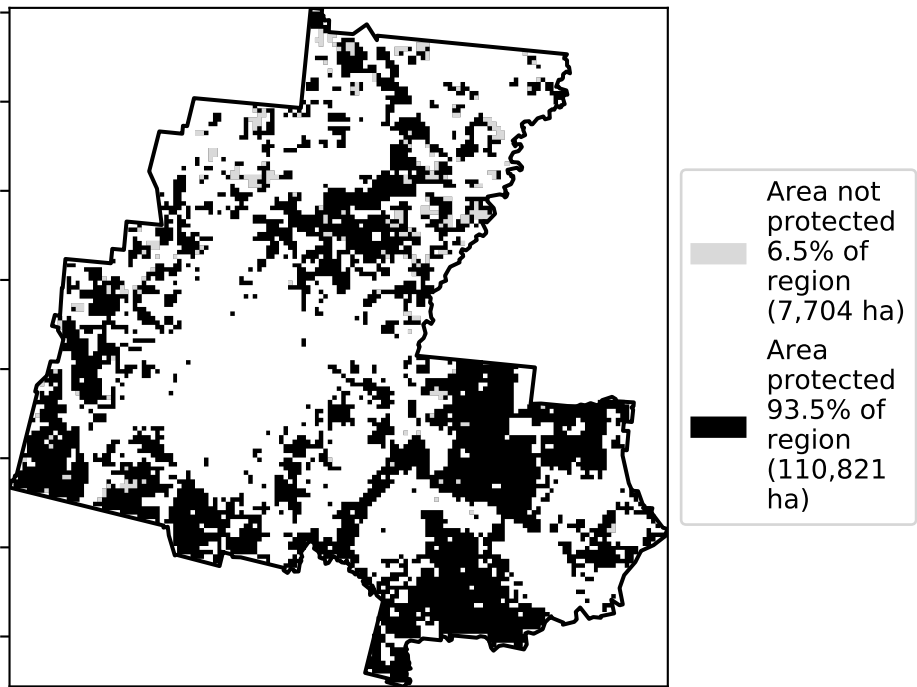 Area not
protected
6.5% of
region
(7,704 ha)
Area
protected
93.5% of
region
(110,821
ha)